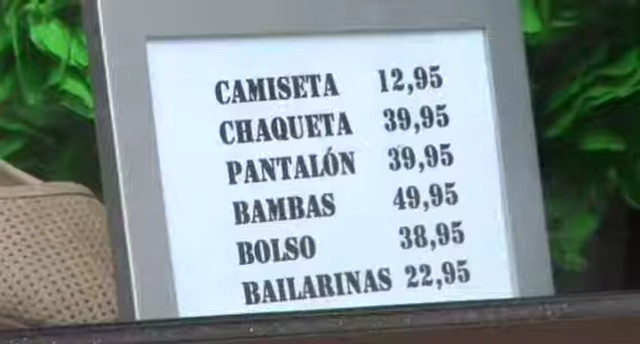 CAMISETA 12,95
CHAQUETA 39,95
PANTALÓN 39,95
BAMBAS 49,95
BOLSO 38,95
BAILARINAS 22,95